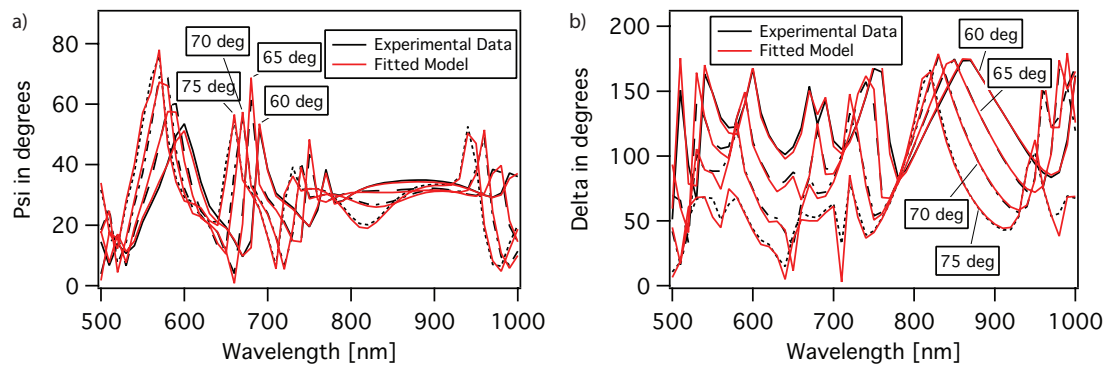 a)
Psi in degrees
80
60
40
20
0
500
600
700
800
900
1000
Wavelength [nm]
70 deg
65 deg
75 deg
60 deg
Experimental Data
Fitted Model
b)
Delta in degrees
200
150
100
50
0
500
600
700
800
900
1000
Wavelength [nm]
Experimental Data
Fitted Model
60 deg
65 deg
70 deg
75 deg